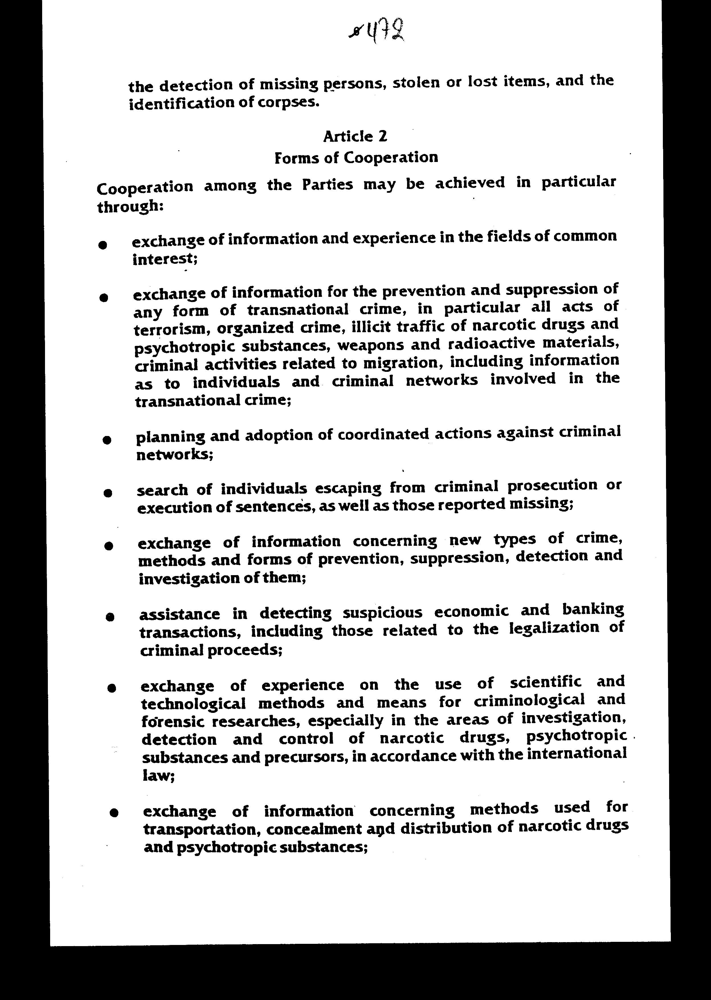 472
the detection of missing persons, stolen or lost items, and the
identification of corpses.
Article 2
Forms of Cooperation
Cooperation among the Parties may be achieved in particular
through:
● exchange of information and experience in the fields of common
interest;
● exchange of information for the prevention and suppression of
any form of transnational crime, in particular all acts of
terrorism, organized crime, illicit traffic of narcotic drugs and
psychotropic substances, weapons and radioactive materials,
criminal activities related to migration, including information
as to individuals and criminal networks involved in the
transnational crime;
● planning and adoption of coordinated actions against criminal
networks;
● search of individuals escaping from criminal prosecution or
execution of sentences, as well as those reported missing;
● exchange of information concerning new types of crime,
methods and forms of prevention, suppression, detection and
investigation of them;
● assistance in detecting suspicious economic and banking
transactions, including those related to the legalization of
criminal proceeds;
● exchange of experience on the use of scientific and
technological methods and means for criminological and
forensic researches, especially in the areas of investigation,
detection and control of narcotic drugs, psychotropic
substances and precursors, in accordance with the international
law;
● exchange of information concerning methods used for
transportation, concealment and distribution of narcotic drugs
and psychotropic substances;